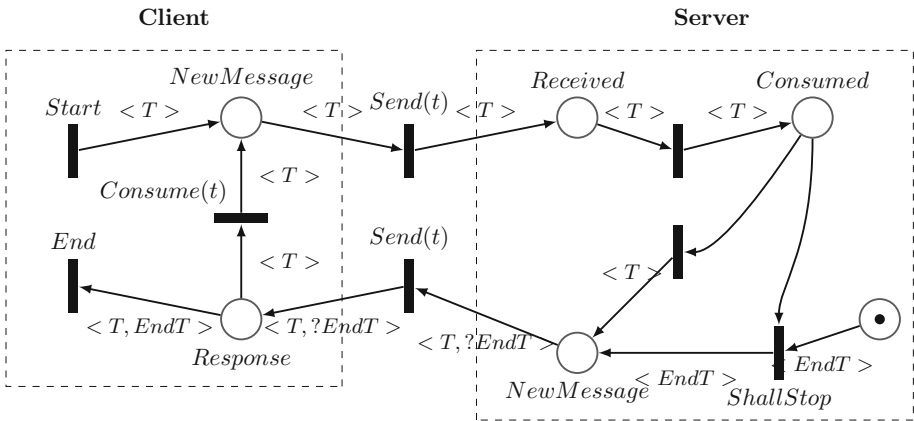 Client Server
NewMessage Received Consumed
Start < T > < T > Send(t) < T > < T > < T >
Consume(t) < T >
End < T > Send(t) < T >
< T, EndT > < T, ?EndT > < T, ?EndT > < EndT >
Response NewMessage < EndT > ShallStop